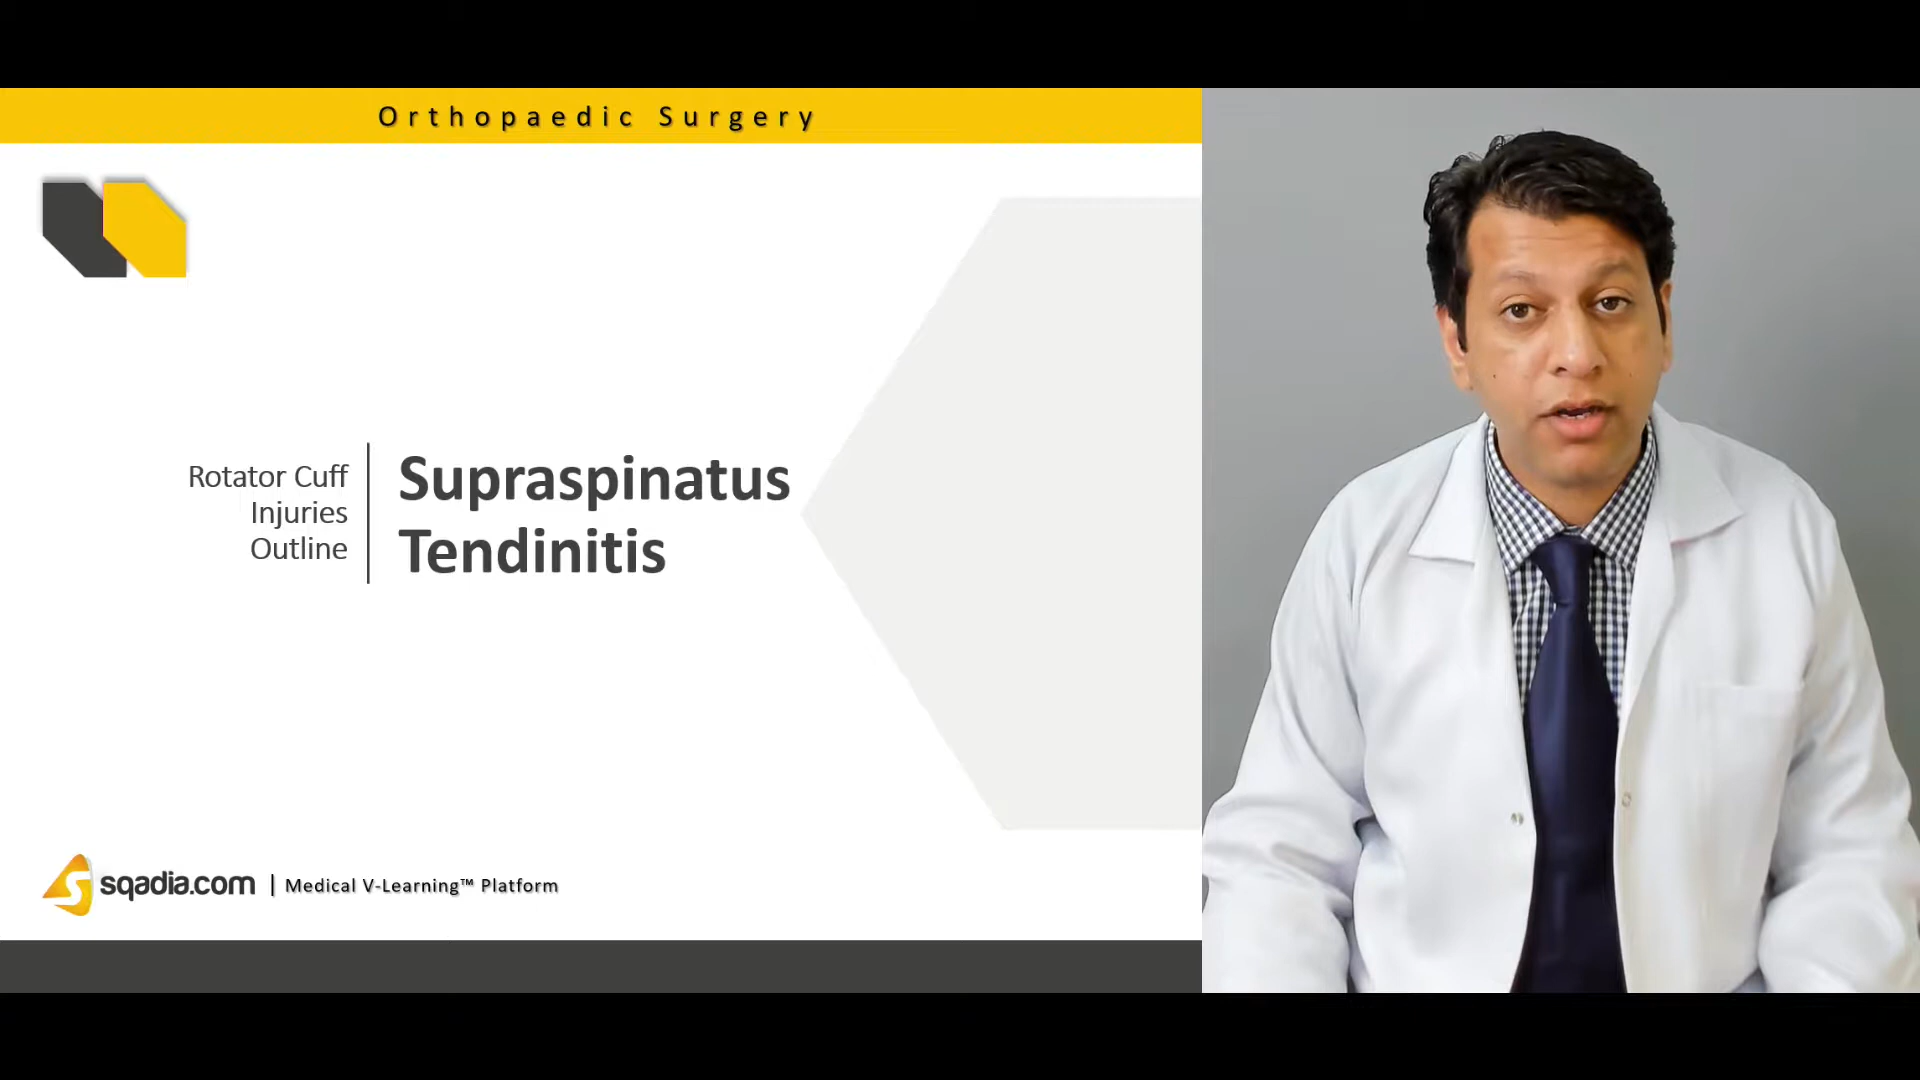 Orthopaedic Surgery
Rotator Cuff
Injuries
Outline
Supraspinatus
Tendinitis
sqadia.com | Medical V-Learning™ Platform